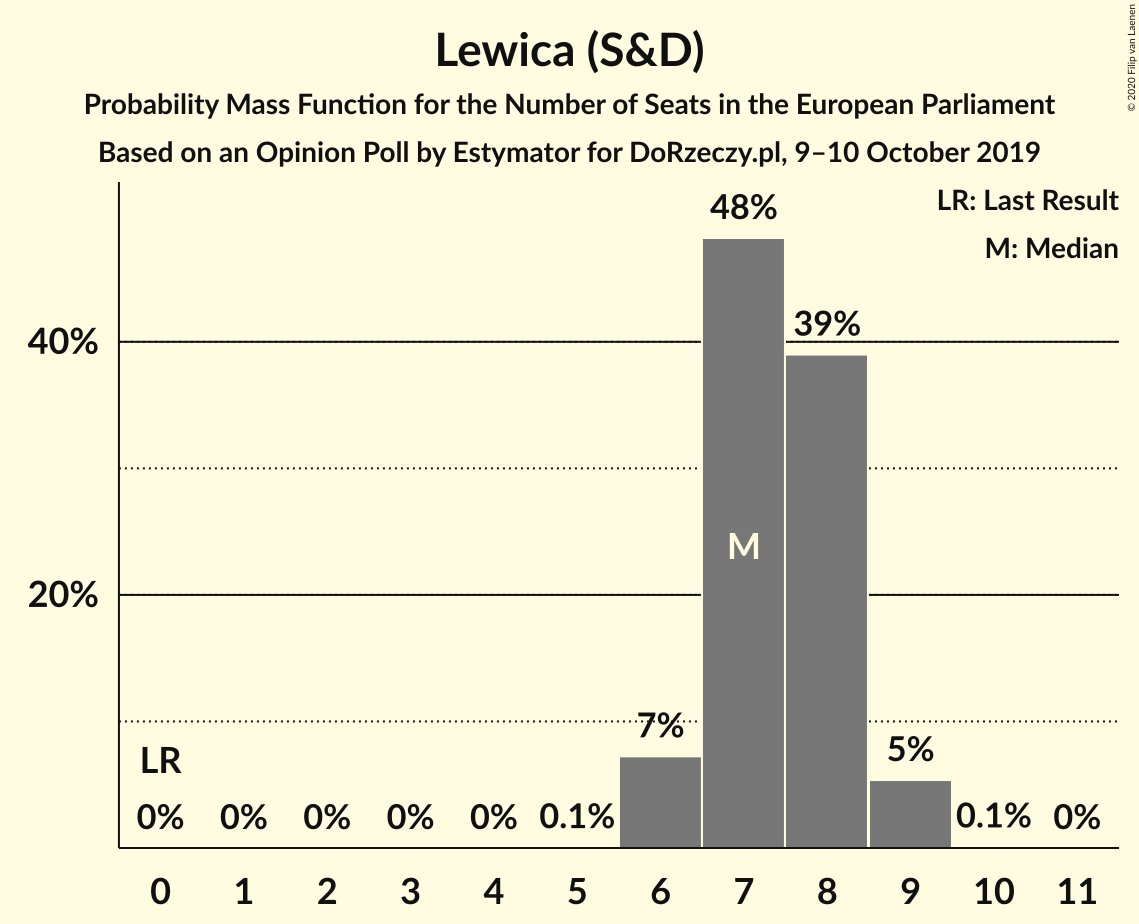 Lewica (S&D)
Probability Mass Function for the Number of Seats in the European Parliament
Based on an Opinion Poll by Estymator for DoRzeczy.pl, 9–10 October 2019
© 2020 Filip van Laenen
LR: Last Result
M: Median
48%
39%
40%
M
20%
7%
5%
LR
0% 0% 0% 0% 0% 0.1% 0.1% 0%
0 1 2 3 4 5 6 7 8 9 10 11